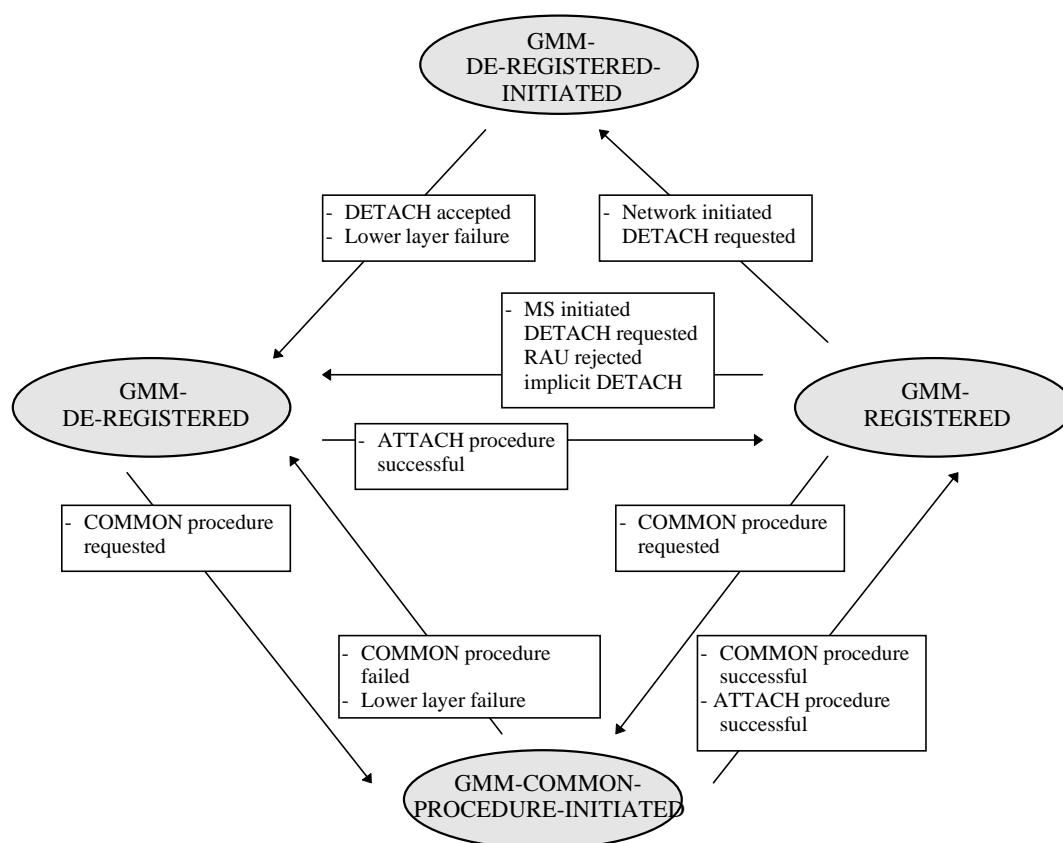 GMM-
DE-REGISTERED-
INITIATED
- DETACH accepted
- Lower layer failure
- Network initiated
DETACH requested
- MS initiated
DETACH requested
RAU rejected
implicit DETACH
GMM-
DE-REGISTERED
GMM-
REGISTERED
- ATTACH procedure
successful
- COMMON procedure
requested
- COMMON procedure
requested
- COMMON procedure
failed
- Lower layer failure
- COMMON procedure
successful
- ATTACH procedure
successful
GMM-COMMON-
PROCEDURE-INITIATED